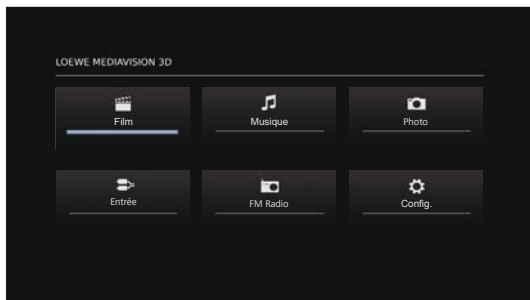 LOEWE MEDIAVISION 3D
Film
Musique
Photo
Entrée
FM Radio
Config.